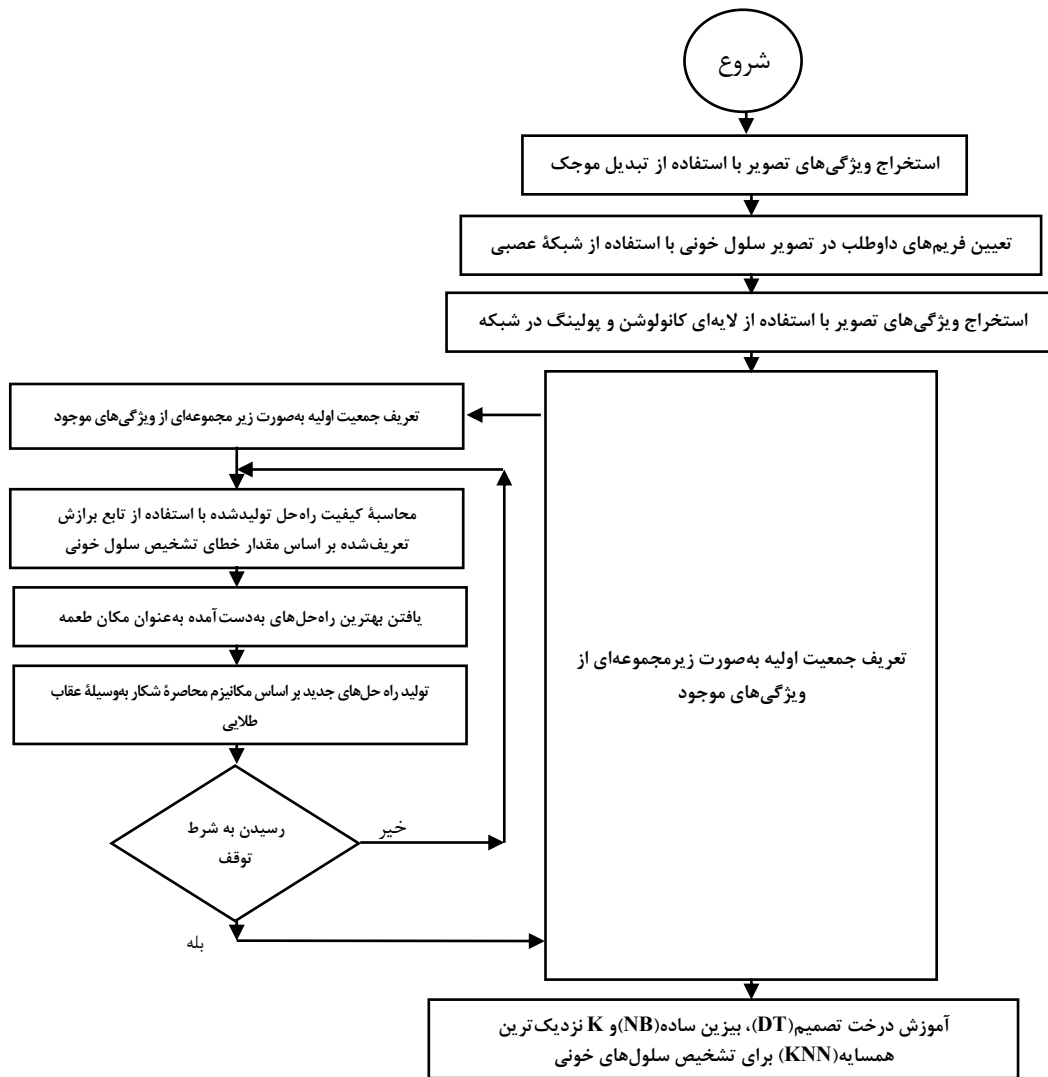 شروع
استخراج ویژگی‌های تصویر با استفاده از تبدیل موجک
تعیین فریم‌های داوطلب در تصویر سلول خونی با استفاده از شبکۀ عصبی
استخراج ویژگی‌های تصویر با استفاده از لایه‌ای کانولوشن و پولینگ در شبکه
تعریف جمعیت اولیه به‌صورت زیر مجموعه‌ای از ویژگی‌های موجود
محاسبۀ کیفیت راه‌حل تولیدشده با استفاده از تابع برازش
تعریف‌شده بر اساس مقدار خطای تشخیص سلول خونی
یافتن بهترین راه‌حل‌های به‌دست‌آمده به‌عنوان مکان طعمه
تولید راه حل‌های جدید بر اساس مکانیزم محاصرۀ شکار به‌وسیلۀ عقاب
طلایی
رسیدن به شرط
توقف
خیر
بله
تعریف جمعیت اولیه به‌صورت زیرمجموعه‌ای از
ویژگی‌های موجود
آموزش درخت تصمیم(DT)، بیزین ساده(NB)و K نزدیک‌ترین
همسایه(KNN) برای تشخیص سلول‌های خونی